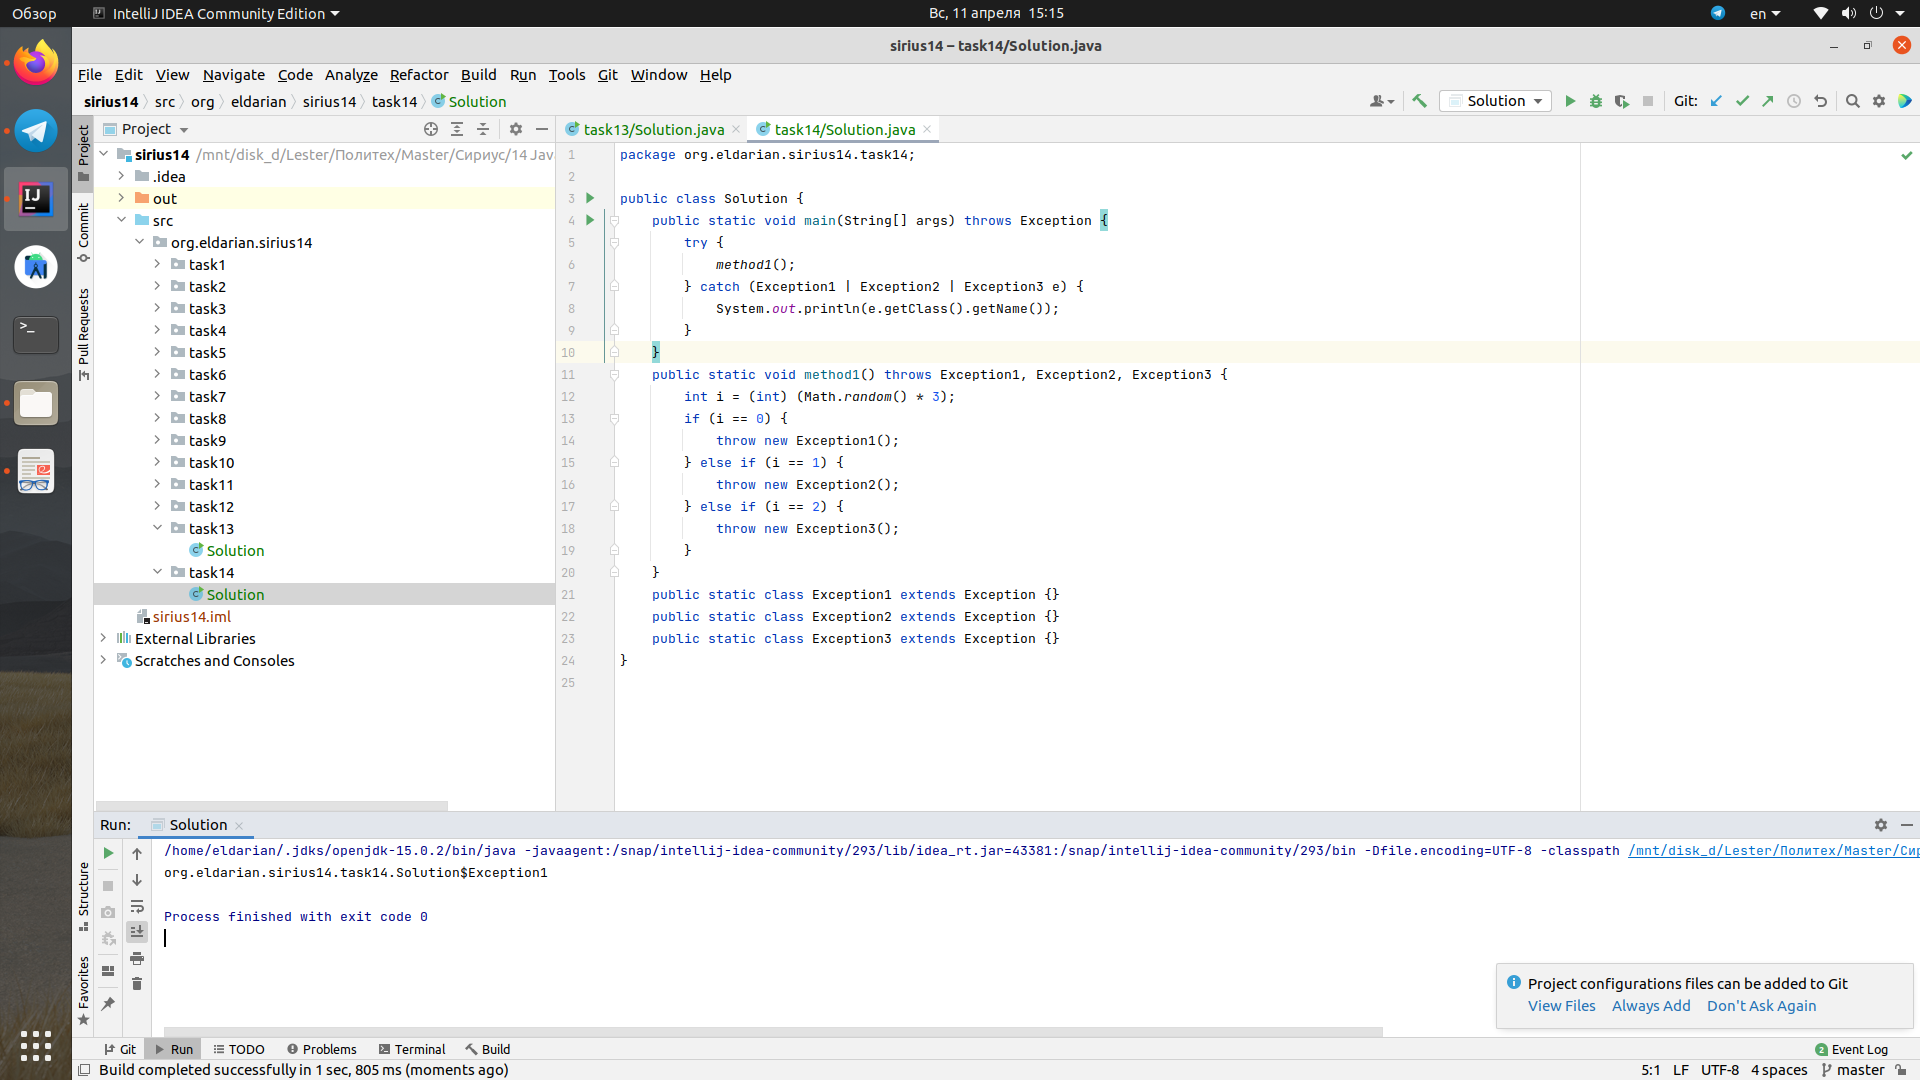 Обзор IntelliJ IDEA Community Edition Вс, 11 апреля 15:15 en
sirius14 – task14/Solution.java
File Edit View Navigate Code Analyze Refactor Build Run Tools Git Window Help
sirius14 src org eldarian sirius14 task14 Solution Solution Git:
Project
task13/Solution.java task14/Solution.java
Project
Commit
Pull Requests
Structure
Favorites
sirius14 /mnt/disk_d/Lester/Политех/Master/Сириус/14 Jav
.idea
out
src
org.eldarian.sirius14
task1
task2
task3
task4
task5
task6
task7
task8
task9
task10
task11
task12
task13
Solution
task14
Solution
sirius14.iml
External Libraries
Scratches and Consoles
1 package org.eldarian.sirius14.task14;
2
3 public class Solution {
4 public static void main(String[] args) throws Exception {
5 try {
6 method1();
7 } catch (Exception1 | Exception2 | Exception3 e) {
8 System.out.println(e.getClass().getName());
9 }
10 }
11 public static void method1() throws Exception1, Exception2, Exception3 {
12 int i = (int) (Math.random() * 3);
13 if (i == 0) {
14 throw new Exception1();
15 } else if (i == 1) {
16 throw new Exception2();
17 } else if (i == 2) {
18 throw new Exception3();
19 }
20 }
21 public static class Exception1 extends Exception {}
22 public static class Exception2 extends Exception {}
23 public static class Exception3 extends Exception {}
24 }
25
Run: Solution
/home/eldarian/.jdks/openjdk-15.0.2/bin/java -javaagent:/snap/intellij-idea-community/293/lib/idea_rt.jar=43381:/snap/intellij-idea-community/293/bin -Dfile.encoding=UTF-8 -classpath /mnt/disk_d/Lester/Политех/Master/Сир
org.eldarian.sirius14.task14.Solution$Exception1
Process finished with exit code 0
Project configurations files can be added to Git
View Files Always Add Don't Ask Again
Git Run TODO Problems Terminal Build 2 Event Log
Build completed successfully in 1 sec, 805 ms (moments ago) 5:1 LF UTF-8 4 spaces master